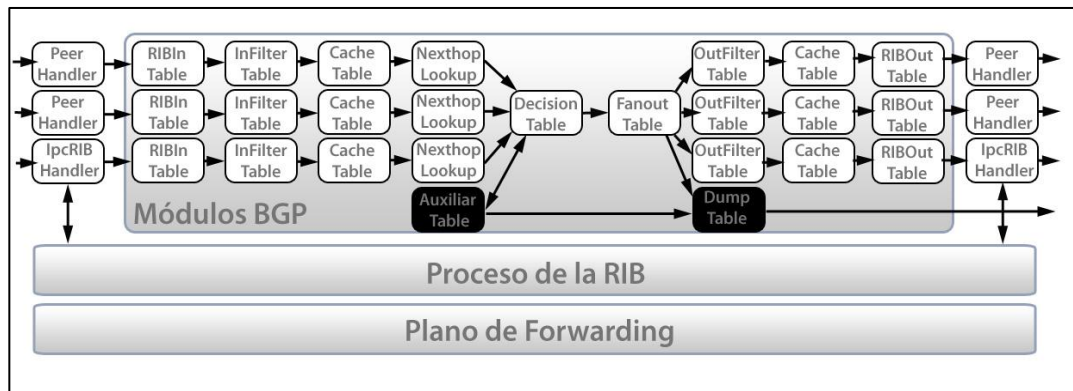 Peer
Handler
RIBIn
Table
InFilter
Table
Cache
Table
Nexthop
Lookup
OutFilter
Table
Cache
Table
RIBOut
Table
Peer
Handler
Peer
Handler
RIBIn
Table
InFilter
Table
Cache
Table
Nexthop
Lookup
Decision
Table
Fanout
Table
OutFilter
Table
Cache
Table
RIBOut
Table
Peer
Handler
IpcRIB
Handler
RIBIn
Table
InFilter
Table
Cache
Table
Nexthop
Lookup
OutFilter
Table
Cache
Table
RIBOut
Table
IpcRIB
Handler
Módulos BGP
Auxiliar
Table
Dump
Table
Proceso de la RIB
Plano de Forwarding